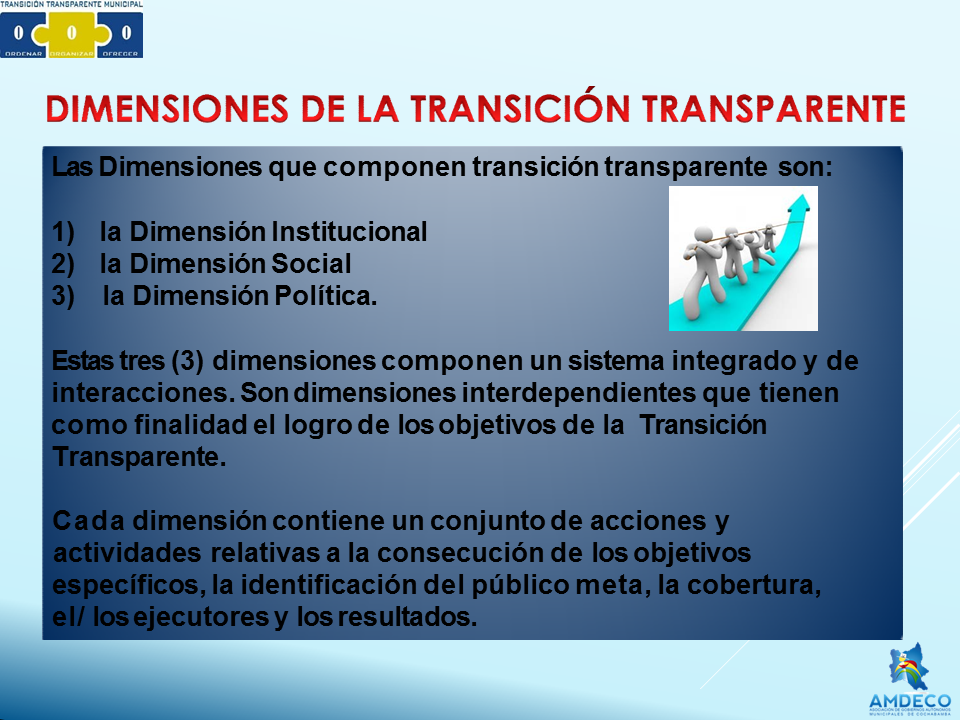 TRANSICIÓN TRANSPARENTE MUNICIPAL
0 0 0
ORDENAR ORGANIZAR OFRECER
DIMENSIONES DE LA TRANSICIÓN TRANSPARENTE
Las Dimensiones que componen transición transparente son:
1) la Dimensión Institucional
2) la Dimensión Social
3) la Dimensión Política.
Estas tres (3) dimensiones componen un sistema integrado y de
interacciones. Son dimensiones interdependientes que tienen
como finalidad el logro de los objetivos de la Transición
Transparente.
Cada dimensión contiene un conjunto de acciones y
actividades relativas a la consecución de los objetivos
específicos, la identificación del público meta, la cobertura,
el/ los ejecutores y los resultados.
AMDECO
ASOCIACIÓN DE GOBIERNOS AUTÓNOMOS
MUNICIPALES DE COCHABAMBA